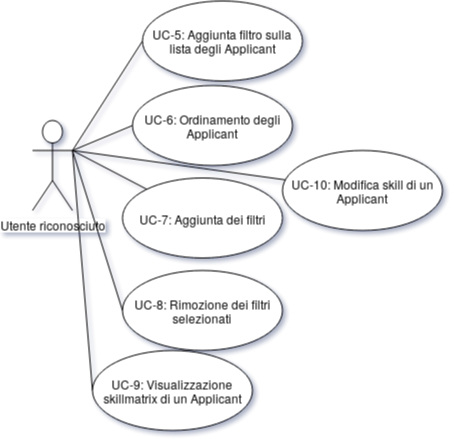 UC-5: Aggiunta filtro sulla
lista degli Applicant
UC-6: Ordinamento degli
Applicant
UC-10: Modifica skill di un
Applicant
UC-7: Aggiunta dei filtri
Utente riconosciuto
UC-8: Rimozione dei filtri
selezionati
UC-9: Visualizzazione
skillmatrix di un Applicant